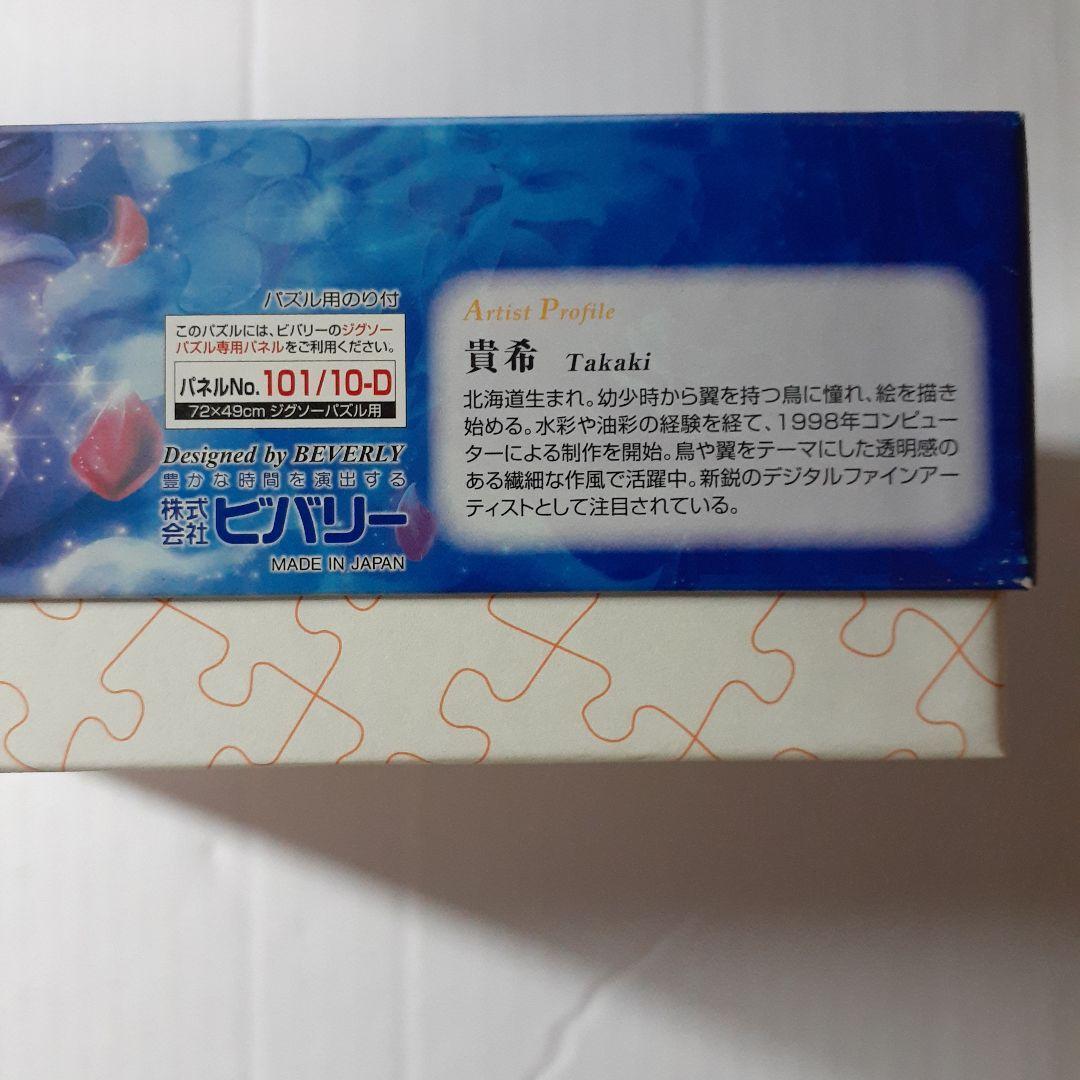 パズル用のり付
このパズルには、ビバリーのジグソー
パズル専用パネルをご利用ください。
パネルNo. 101/10-D
72×49cm ジグソーパズル用
Designed by BEVERLY
豊かな時間を演出する
株式会社 ビバリー
MADE IN JAPAN
Artist Profile
貴希 Takaki
北海道生まれ。幼少時から翼を持つ鳥に憧れ、絵を描き
始める。水彩や油彩の経験を経て、1998年コンピュー
ターによる制作を開始。鳥や翼をテーマにした透明感の
ある繊細な作風で活躍中。新鋭のデジタルファインアー
ティストとして注目されている。